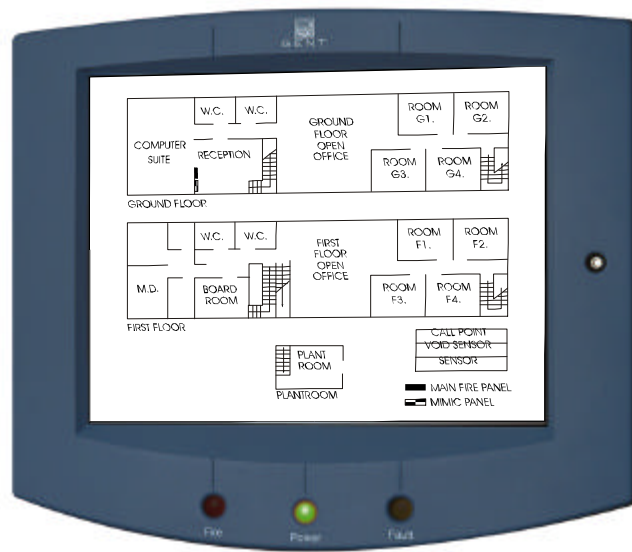 GENT
W.C. W.C.
COMPUTER
SUITE
RECEPTION
GROUND
FLOOR
OPEN
OFFICE
ROOM
G1.
ROOM
G2.
ROOM
G3.
ROOM
G4.
GROUND FLOOR.
W.C. W.C.
M.D.
BOARD
ROOM
FIRST
FLOOR
OPEN
OFFICE
ROOM
F1.
ROOM
F2.
ROOM
F3.
ROOM
F4.
FIRST FLOOR
PLANT
ROOM
PLANTROOM
CALL POINT
VOID SENSOR
SENSOR
MAIN FIRE PANEL
MIMIC PANEL
Fire
Power
Fault